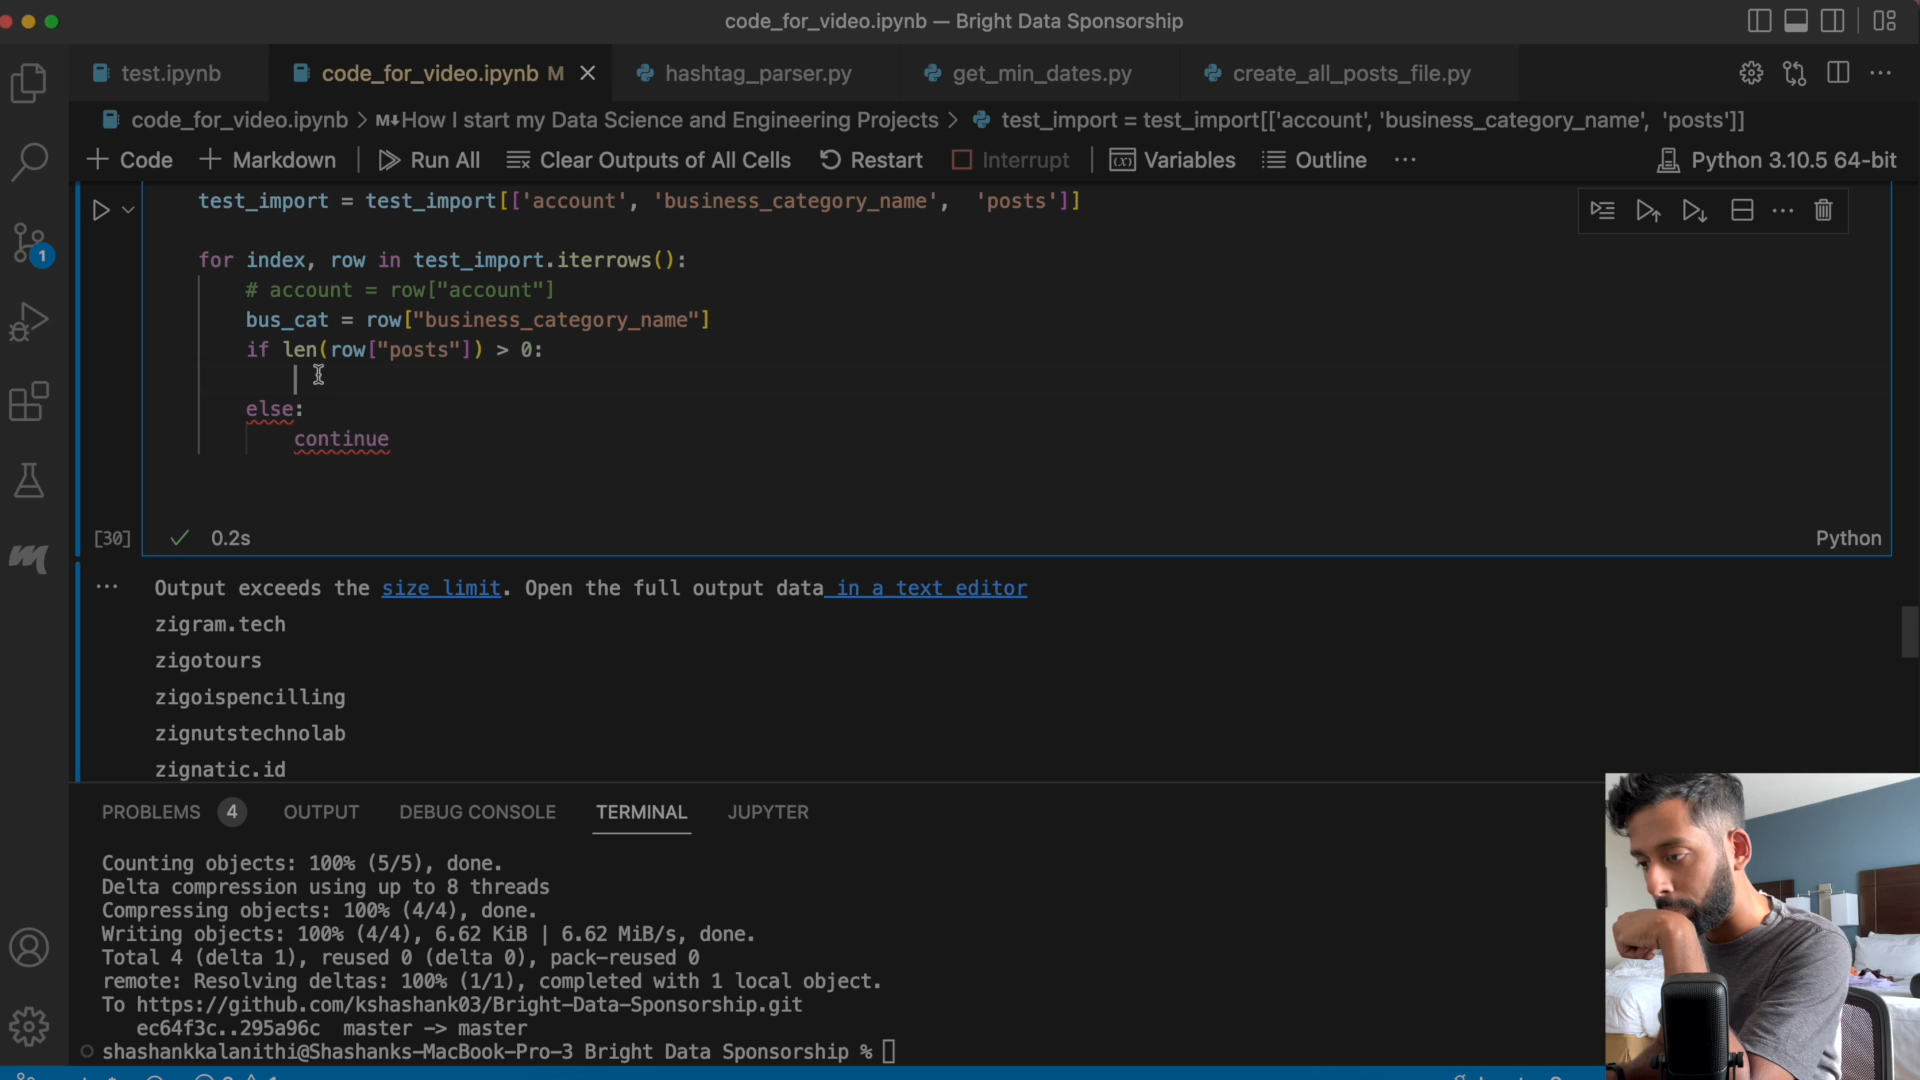 code_for_video.ipynb — Bright Data Sponsorship
test.ipynb
code_for_video.ipynb M
hashtag_parser.py
get_min_dates.py
create_all_posts_file.py
code_for_video.ipynb > M↓How I start my Data Science and Engineering Projects > test_import = test_import[['account', 'business_category_name', 'posts']]
+ Code + Markdown | Run All Clear Outputs of All Cells Restart Interrupt | Variables Outline ... Python 3.10.5 64-bit
test_import = test_import[['account', 'business_category_name',  'posts']]
for index, row in test_import.iterrows():
# account = row["account"]
bus_cat = row["business_category_name"]
if len(row["posts"]) > 0:
else:
continue
[30] ✓ 0.2s Python
1
... Output exceeds the size limit. Open the full output data in a text editor
zigram.tech
zigotours
zigoispencilling
zignutstechnolab
zignatic.id
PROBLEMS 4 OUTPUT DEBUG CONSOLE TERMINAL JUPYTER
Counting objects: 100% (5/5), done.
Delta compression using up to 8 threads
Compressing objects: 100% (4/4), done.
Writing objects: 100% (4/4), 6.62 KiB | 6.62 MiB/s, done.
Total 4 (delta 1), reused 0 (delta 0), pack-reused 0
remote: Resolving deltas: 100% (1/1), completed with 1 local object.
To https://github.com/kshashank03/Bright-Data-Sponsorship.git
ec64f3c..295a96c  master -> master
shashankkalanithi@Shashanks-MacBook-Pro-3 Bright Data Sponsorship %